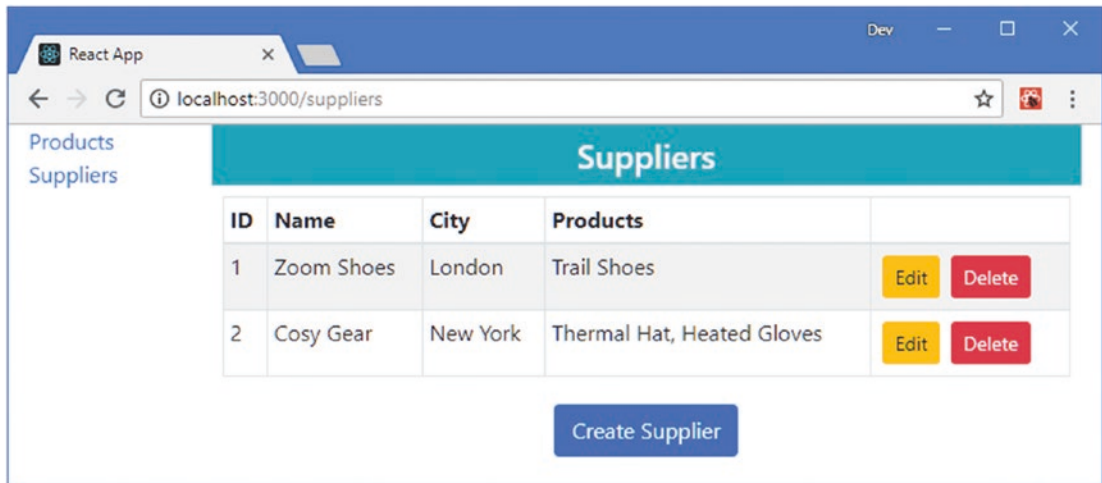 Dev
React App
localhost:3000/suppliers
Products
Suppliers
Suppliers
ID Name City Products
1 Zoom Shoes London Trail Shoes Edit Delete
2 Cosy Gear New York Thermal Hat, Heated Gloves Edit Delete
Create Supplier